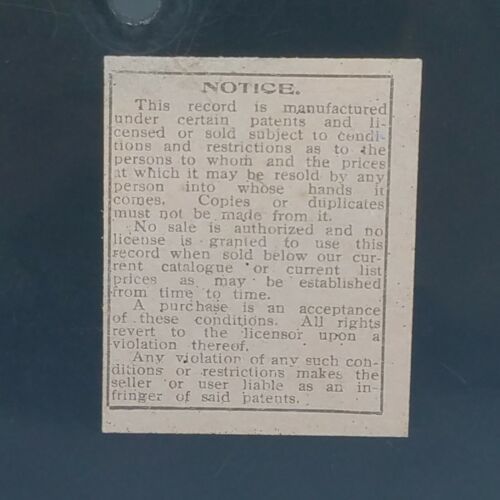 NOTICE.
This record is manufactured
under certain patents and li-
censed or sold subject to condi-
tions and restrictions as to the
persons to whom and the prices
at which it may be resold by any
person into whose hands it
comes. Copies or duplicates
must not be made from it.
No sale is authorized and no
license is granted to use this
record when sold below our cur-
rent catalogue or current list
prices as may be established
from time to time.
A purchase is an acceptance
of these conditions. All rights
revert to the licensor upon a
violation thereof.
Any violation of any such con-
ditions or restrictions makes the
seller or user liable as an in-
fringer of said patents.